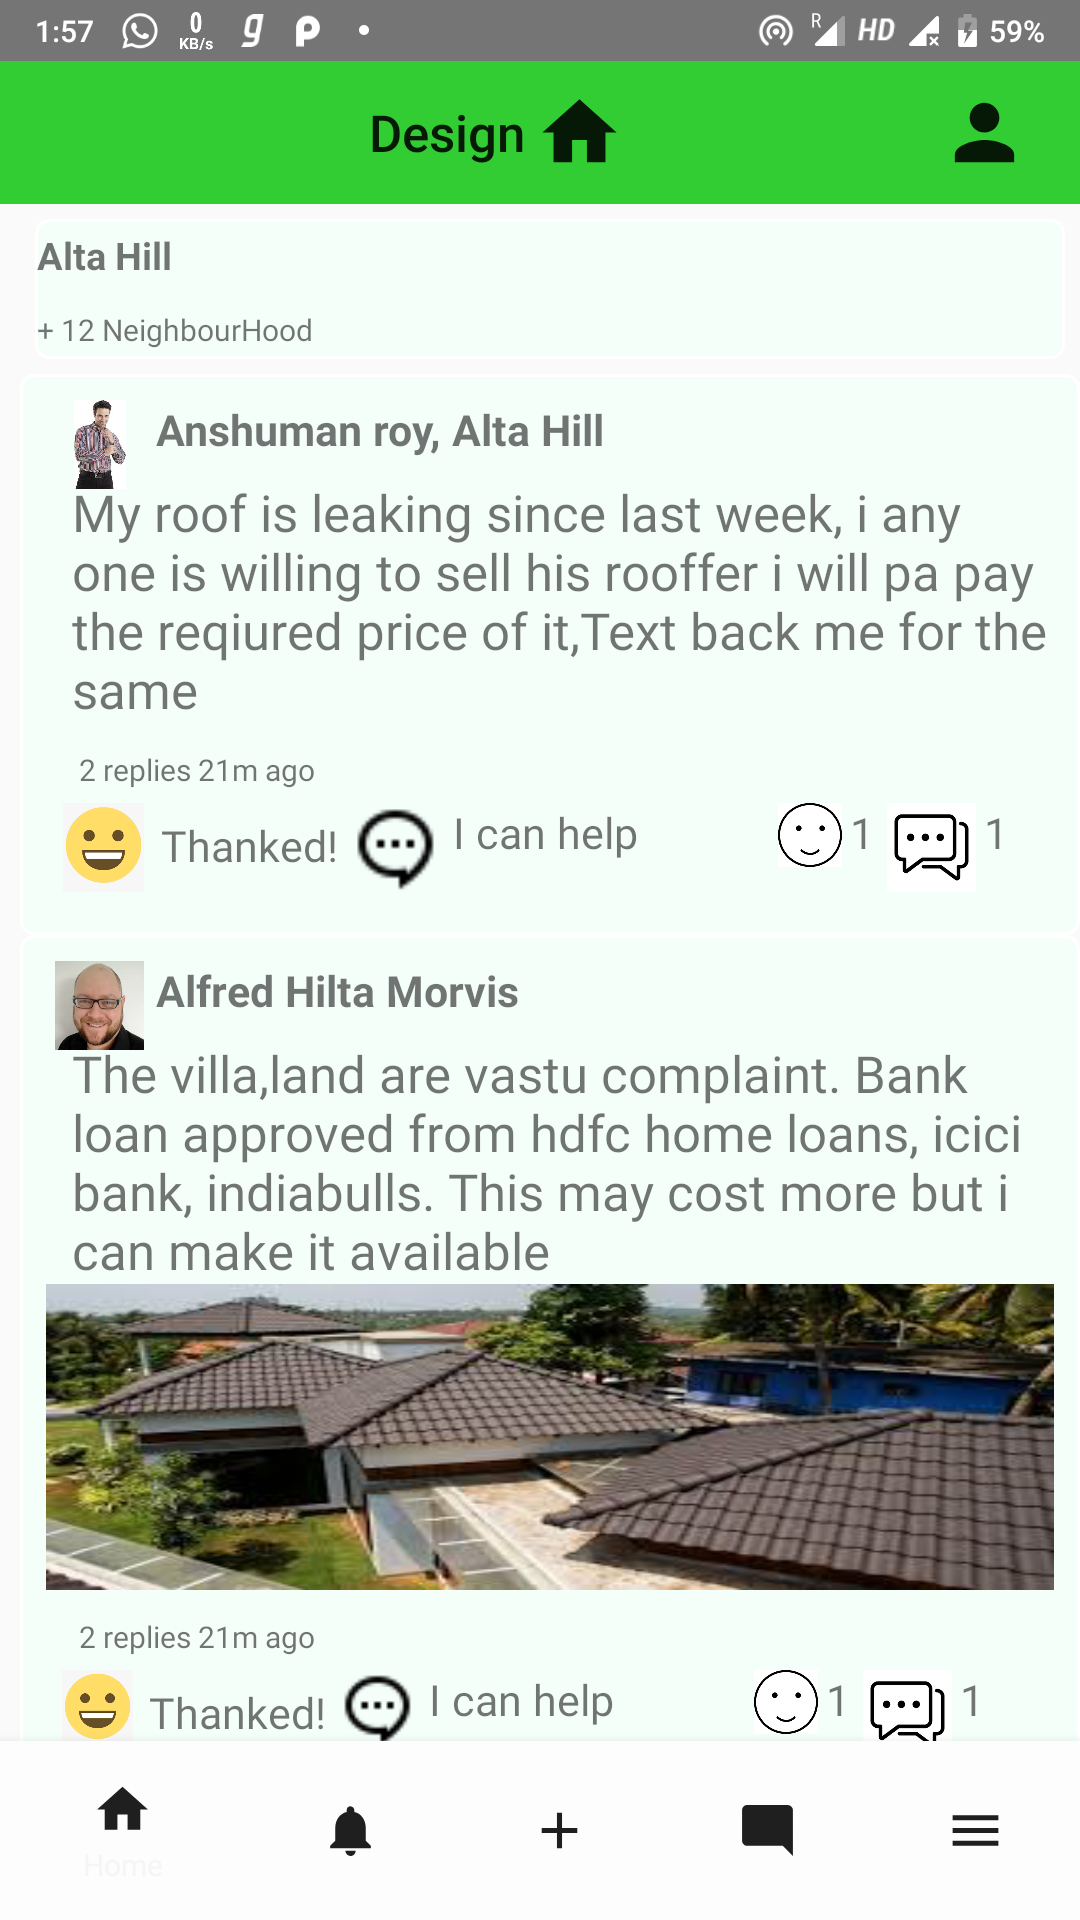 1:57 0 KB/s g p R HD 59%
Design
Alta Hill
+ 12 NeighbourHood
Anshuman roy, Alta Hill
My roof is leaking since last week, i any
one is willing to sell his rooffer i will pa pay
the reqiured price of it,Text back me for the
same
2 replies 21m ago
Thanked! I can help 1 1
Alfred Hilta Morvis
The villa,land are vastu complaint. Bank
loan approved from hdfc home loans, icici
bank, indiabulls. This may cost more but i
can make it available
2 replies 21m ago
Thanked! I can help 1 1
Home